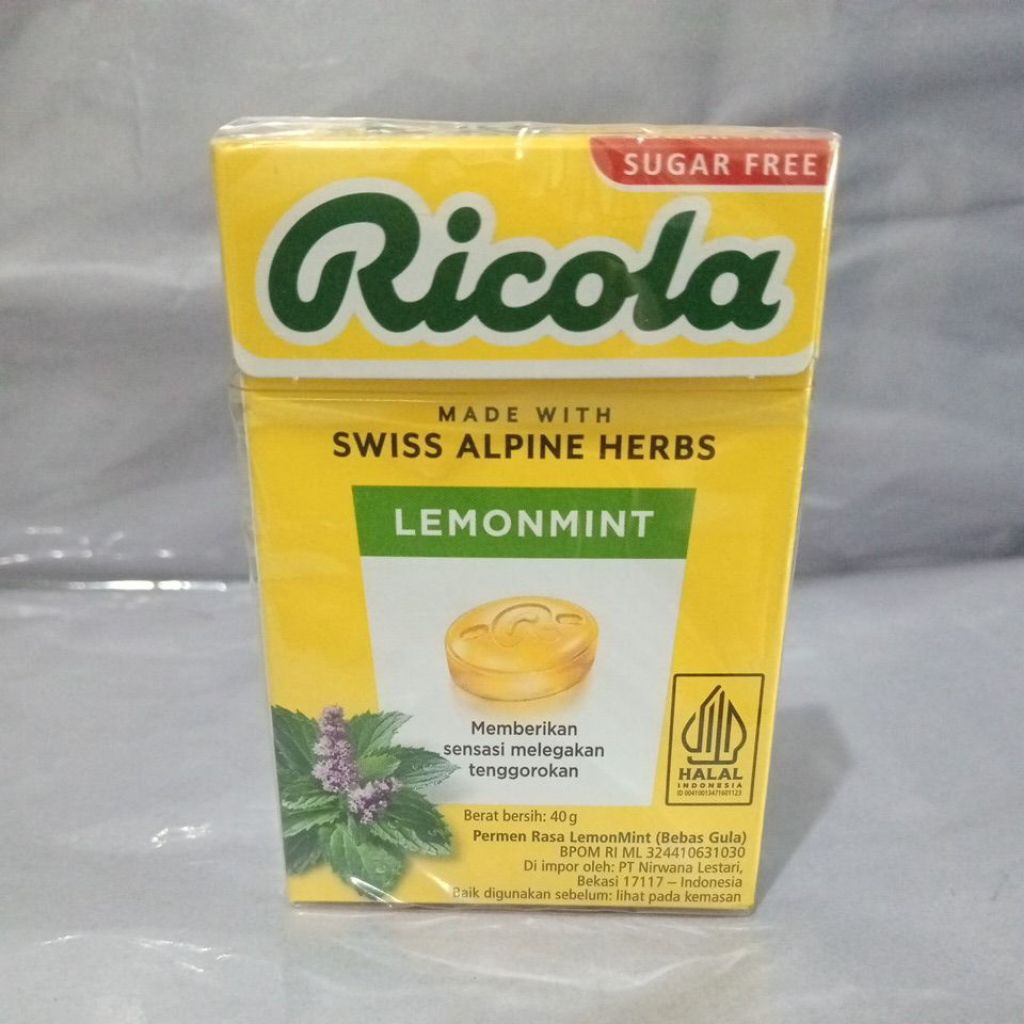 SUGAR FREE
Ricola
MADE WITH
SWISS ALPINE HERBS
LEMONMINT
Memberikan
sensasi melegakan
tenggorokan
HALAL
INDONESIA
Berat bersih: 40 g
Permen Rasa LemonMint (Bebas Gula)
BPOM RI ML 324410631030
Di impor oleh: PT Nirwana Lestari,
Bekasi 17117 – Indonesia
Baik digunakan sebelum: lihat pada kemasan